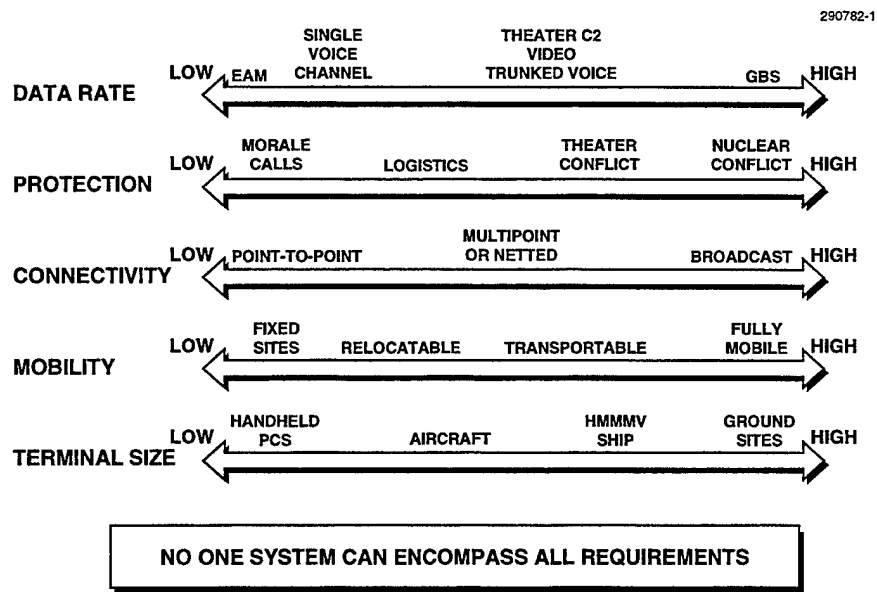 290782-1
SINGLE
VOICE
CHANNEL
THEATER C2
VIDEO
TRUNKED VOICE
DATA RATE
LOW
EAM
GBS
HIGH
MORALE
CALLS
LOGISTICS
THEATER
CONFLICT
NUCLEAR
CONFLICT
PROTECTION
LOW
HIGH
CONNECTIVITY
LOW
POINT-TO-POINT
MULTIPOINT
OR NETTED
BROADCAST
HIGH
MOBILITY
LOW
FIXED
SITES
RELOCATABLE
TRANSPORTABLE
FULLY
MOBILE
HIGH
TERMINAL SIZE
LOW
HANDHELD
PCS
AIRCRAFT
HMMMV
SHIP
GROUND
SITES
HIGH
NO ONE SYSTEM CAN ENCOMPASS ALL REQUIREMENTS